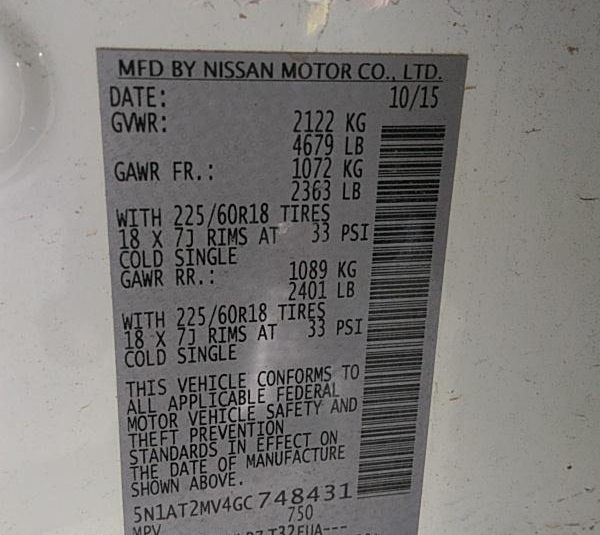 MFD BY NISSAN MOTOR CO., LTD.
DATE: 10/15
GVWR: 2122 KG
4679 LB
GAWR FR.: 1072 KG
2363 LB
WITH 225/60R18 TIRES
18 X 7J RIMS AT 33 PSI
COLD SINGLE
GAWR RR.: 1089 KG
2401 LB
WITH 225/60R18 TIRES
18 X 7J RIMS AT 33 PSI
COLD SINGLE
THIS VEHICLE CONFORMS TO
ALL APPLICABLE FEDERAL
MOTOR VEHICLE SAFETY AND
THEFT PREVENTION
STANDARDS IN EFFECT ON
THE DATE OF MANUFACTURE
SHOWN ABOVE.
5N1AT2MV4GC748431
750
MPV